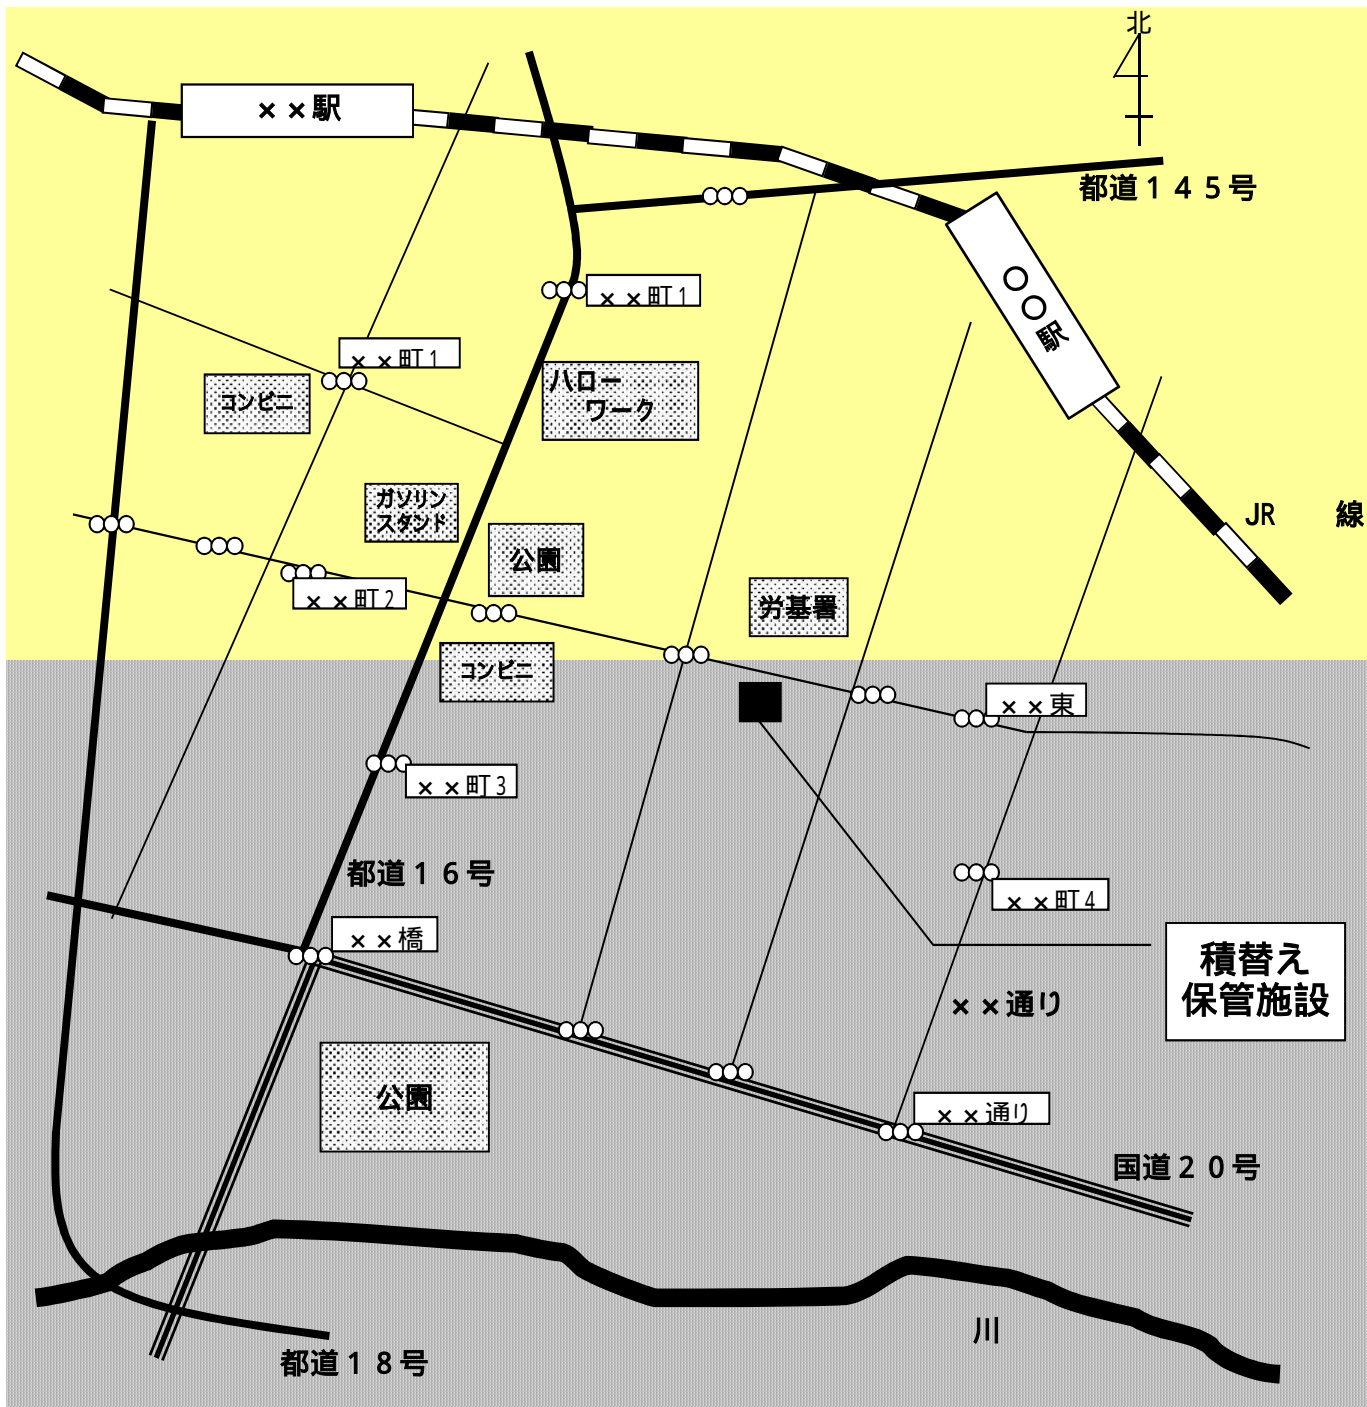 北
××駅
都道１４５号
○○駅
××町1
××町1
コンビニ
ハロー
ワーク
ガソリン
スタンド
JR　線
公園
××町2
労基署
コンビニ
××東
××町3
都道１６号
××町4
××橋
積替え
保管施設
××通り
公園
××通り
国道２０号
川
都道１８号